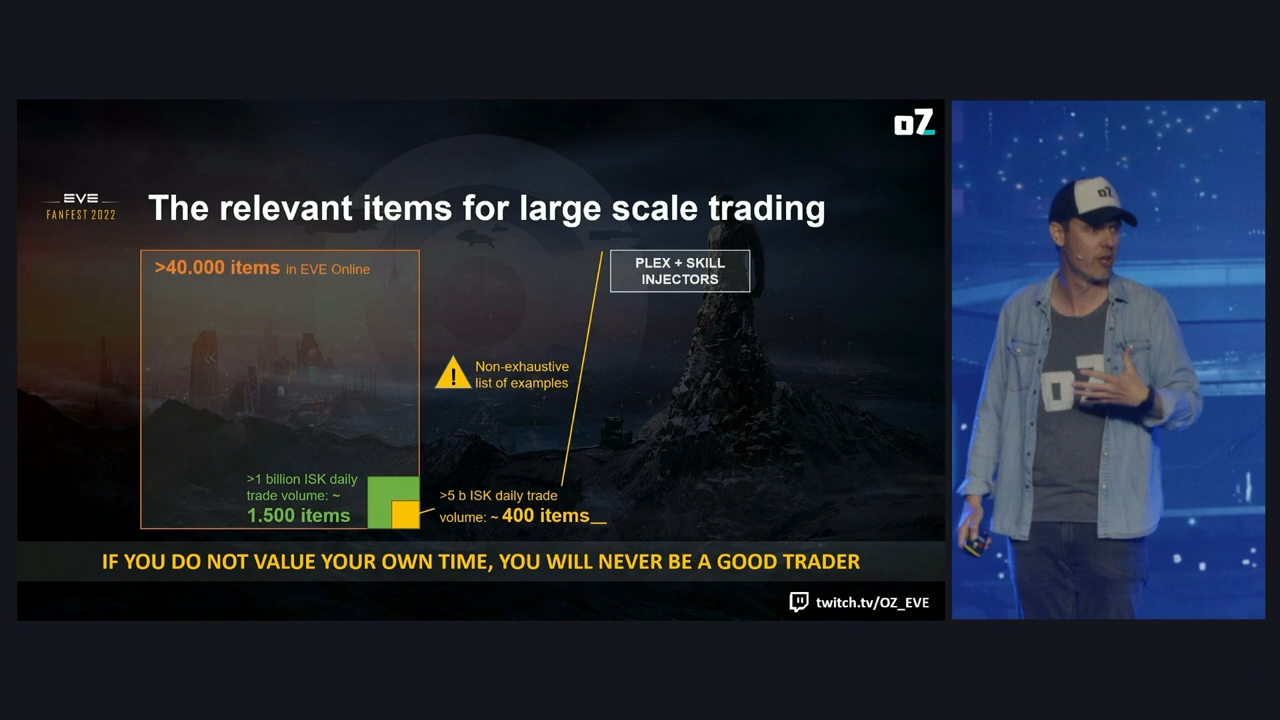 oZ
EVE
FANFEST 2022
The relevant items for large scale trading
>40.000 items in EVE Online
PLEX + SKILL
INJECTORS
!
Non-exhaustive
list of examples
>1 billion ISK daily
trade volume: ~
1.500 items
>5 b ISK daily trade
volume: ~ 400 items_
IF YOU DO NOT VALUE YOUR OWN TIME, YOU WILL NEVER BE A GOOD TRADER
twitch.tv/OZ_EVE
oZ
oZ